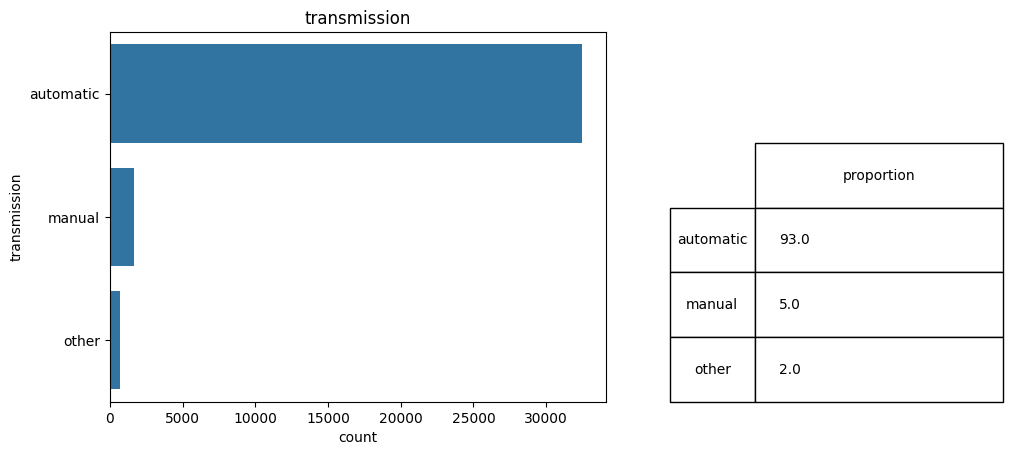 transmission
transmission
automatic
manual
other
0 5000 10000 15000 20000 25000 30000
count
proportion
automatic 93.0
manual 5.0
other 2.0